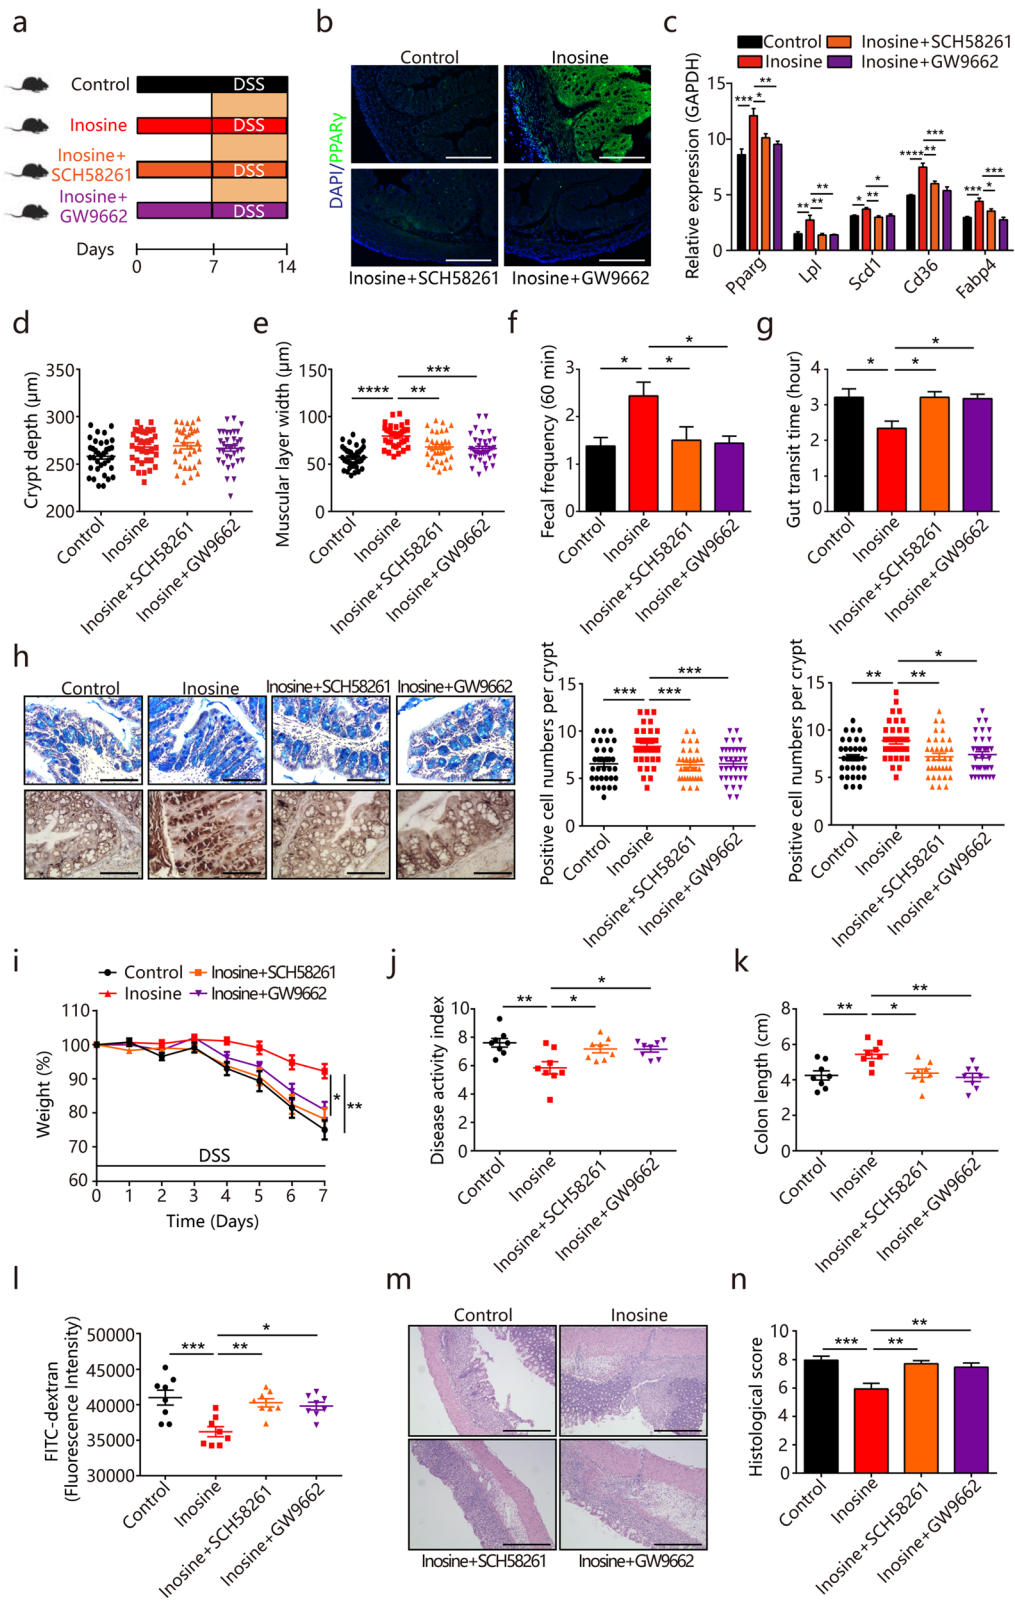 a
Control
DSS
Inosine
DSS
Inosine+
SCH58261
DSS
Inosine+
GW9662
DSS
Days
0
7
14
b
Control
Inosine
DAPI/PPARγ
Inosine+SCH58261
Inosine+GW9662
c
Control
Inosine+SCH58261
Inosine
Inosine+GW9662
Relative expression (GAPDH)
15
10
5
0
***
**
*
**
**
**
*
*
**
****
***
**
***
***
*
Pparg
Lpl
Scd1
Cd36
Fabp4
d
Crypt depth (μm)
350
300
250
200
Control
Inosine
Inosine+SCH58261
Inosine+GW9662
e
Muscular layer width (μm)
150
100
50
0
***
****
**
Control
Inosine
Inosine+SCH58261
Inosine+GW9662
f
Fecal frequency (60 min)
3
2
1
0
*
*
*
Control
Inosine
Inosine+SCH58261
Inosine+GW9662
g
Gut transit time (hour)
4
3
2
1
0
*
*
*
Control
Inosine
Inosine+SCH58261
Inosine+GW9662
h
Control
Inosine
Inosine+SCH58261
Inosine+GW9662
Positive cell numbers per crypt
15
10
5
0
***
***
***
Control
Inosine
Inosine+SCH58261
Inosine+GW9662
Positive cell numbers per crypt
15
10
5
0
*
**
**
Control
Inosine
Inosine+SCH58261
Inosine+GW9662
i
Control
Inosine+SCH58261
Inosine
Inosine+GW9662
Weight (%)
110
100
90
80
70
60
*
**
DSS
0 1 2 3 4 5 6 7
Time (Days)
j
Disease activity index
10
8
6
4
2
0
*
**
*
Control
Inosine
Inosine+SCH58261
Inosine+GW9662
k
Colon length (cm)
8
6
4
2
0
**
**
*
Control
Inosine
Inosine+SCH58261
Inosine+GW9662
l
FITC-dextran
(Fluorescence Intensity)
50000
45000
40000
35000
30000
*
***
**
Control
Inosine
Inosine+SCH58261
Inosine+GW9662
m
Control
Inosine
Inosine+SCH58261
Inosine+GW9662
n
Histological score
10
8
6
4
2
0
**
***
**
Control
Inosine
Inosine+SCH58261
Inosine+GW9662